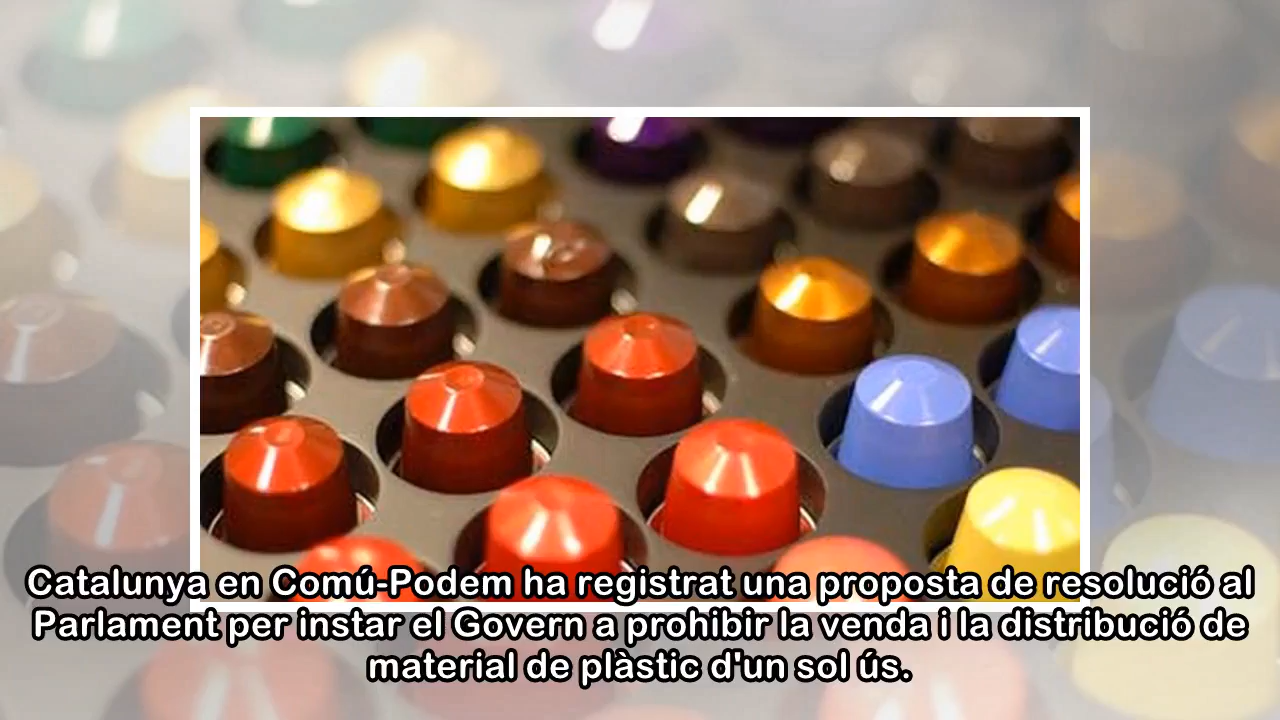 Catalunya en Comú-Podem ha registrat una proposta de resolució al
Parlament per instar el Govern a prohibir la venda i la distribució de
material de plàstic d'un sol ús.